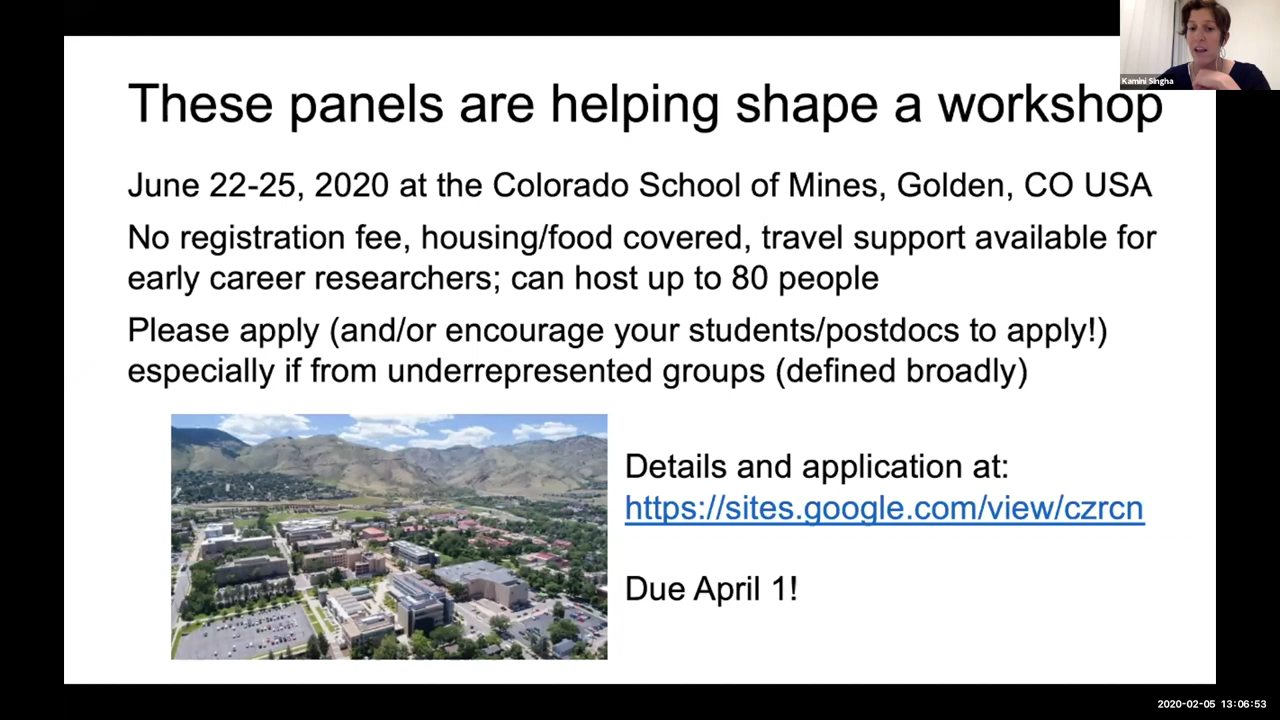 Kamini Singha
These panels are helping shape a workshop
June 22-25, 2020 at the Colorado School of Mines, Golden, CO USA
No registration fee, housing/food covered, travel support available for
early career researchers; can host up to 80 people
Please apply (and/or encourage your students/postdocs to apply!)
especially if from underrepresented groups (defined broadly)
Details and application at:
https://sites.google.com/view/czrcn
Due April 1!
2020-02-05 13:06:53